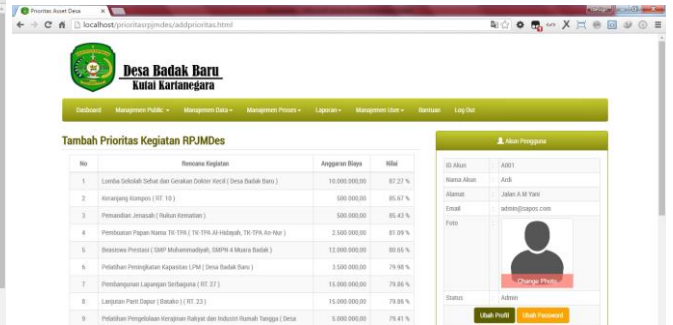 Prioritas Asset Desa
localhost/prioritasrpjmdes/addprioritas.html
Desa Badak Baru
Kutai Kartanegara
Dasboard Manajemen Public Manajemen Data Manajemen Proses Laporan Manajemen User Bantuan Log Out
Tambah Prioritas Kegiatan RPJMDes
Akun Pengguna
No Rencana Kegiatan Anggaran Biaya Nilai
1 Lomba Sekolah Sehat dan Gerakan Dokter Kecil ( Desa Badak Baru ) 10.000.000,00 87.27 %
2 Keranjang Kompos ( RT. 10 ) 500.000,00 85.67 %
3 Pemandian Jenasah ( Rukun Kematian ) 500.000,00 85.43 %
4 Pembuatan Papan Nama TK-TPA ( TK-TPA Al-Hidayah, TK-TPA An-Nur ) 2.500.000,00 81.09 %
5 Beasiswa Prestasi ( SMP Muhammadiyah, SMPN 4 Muara Badak ) 12.000.000,00 80.65 %
6 Pelatihan Peningkatan Kapasitas LPM ( Desa Badak Baru ) 3.500.000,00 79.98 %
7 Pembangunan Lapangan Serbaguna ( RT. 27 ) 15.000.000,00 79.86 %
8 Lanjutan Parit Dapur ( Batako ) ( RT. 23 ) 15.000.000,00 79.86 %
9 Pelatihan Pengelolaan Kerajinan Rakyat dan Industri Rumah Tangga ( Desa 5.000.000,00 79.41 %
ID Akun : A001
Nama Akun : Ardi
Alamat : Jalan A.W Yani
Email : admin@sapos.com
Foto :
Change Photo
Status : Admin
Ubah Profil Ubah Password